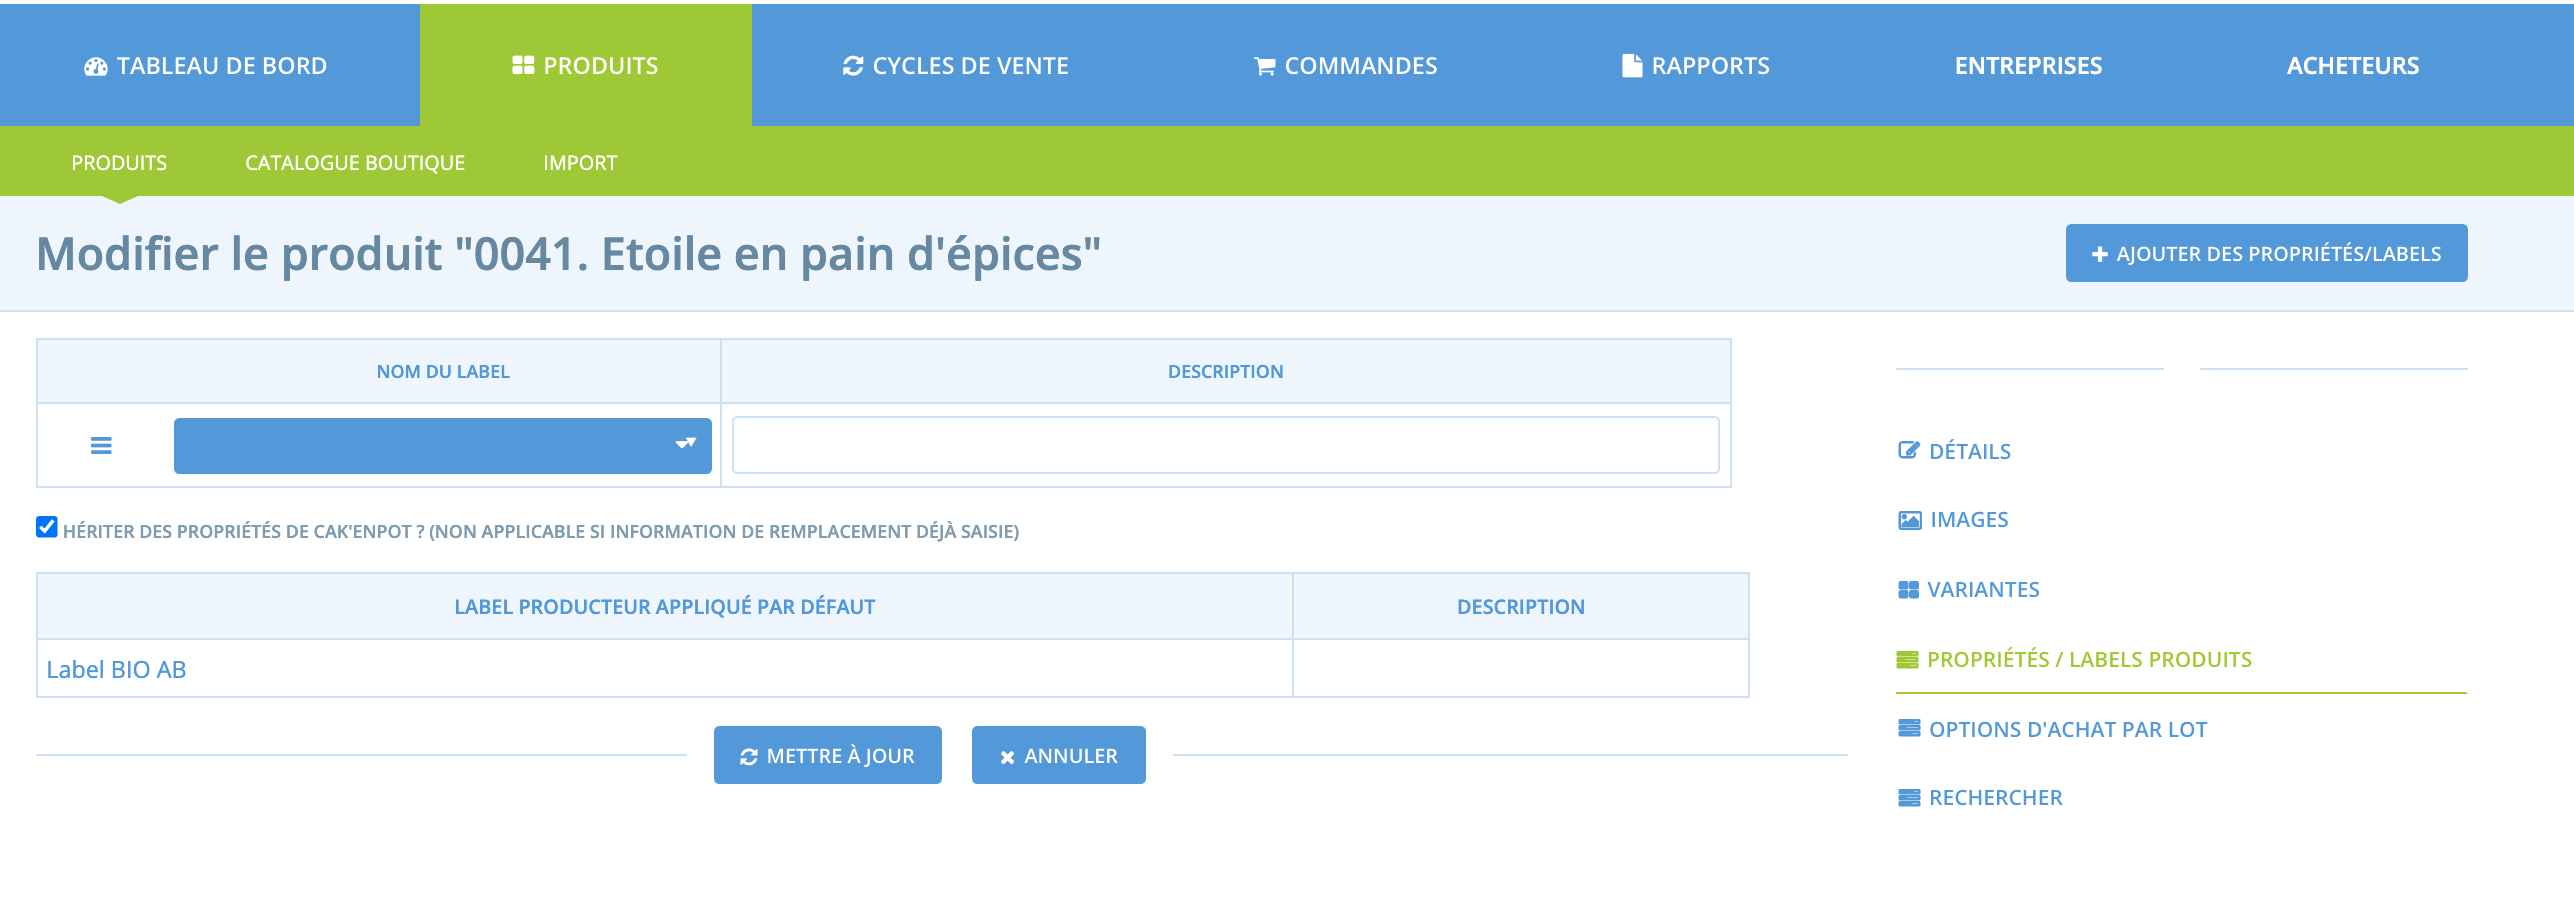 TABLEAU DE BORD PRODUITS CYCLES DE VENTE COMMANDES RAPPORTS ENTREPRISES ACHETEURS
PRODUITS CATALOGUE BOUTIQUE IMPORT
Modifier le produit "0041. Etoile en pain d'épices"
AJOUTER DES PROPRIÉTÉS/LABELS
NOM DU LABEL DESCRIPTION
HÉRITER DES PROPRIÉTÉS DE CAK'ENPOT ? (NON APPLICABLE SI INFORMATION DE REMPLACEMENT DÉJÀ SAISIE)
LABEL PRODUCTEUR APPLIQUÉ PAR DÉFAUT DESCRIPTION
Label BIO AB
METTRE À JOUR ANNULER
DÉTAILS
IMAGES
VARIANTES
PROPRIÉTÉS / LABELS PRODUITS
OPTIONS D'ACHAT PAR LOT
RECHERCHER